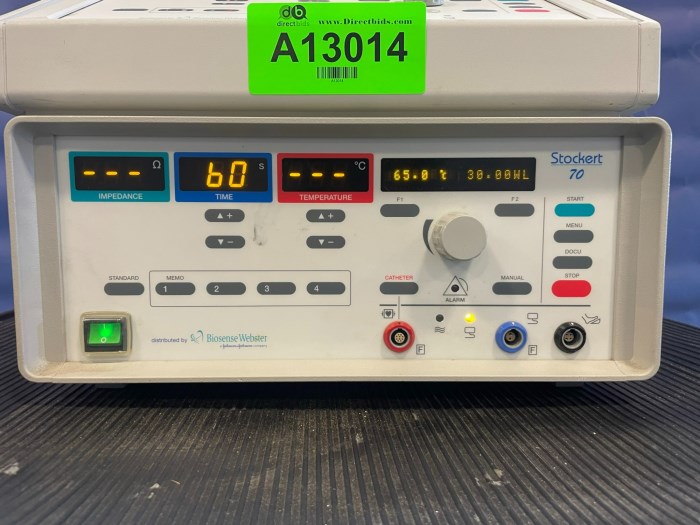 db
directbids
www.Directbids.com
A13014
Stockert
70
--- Ω
IMPEDANCE
60 S
TIME
--- °C
TEMPERATURE
65.0 °C 30.00WL
F1
F2
START
MENU
DOCU
STOP
▲ +
▲ +
▼ −
▼ −
STANDARD
MEMO
1
2
3
4
CATHETER
ALARM
MANUAL
distributed by Biosense Webster
F
F